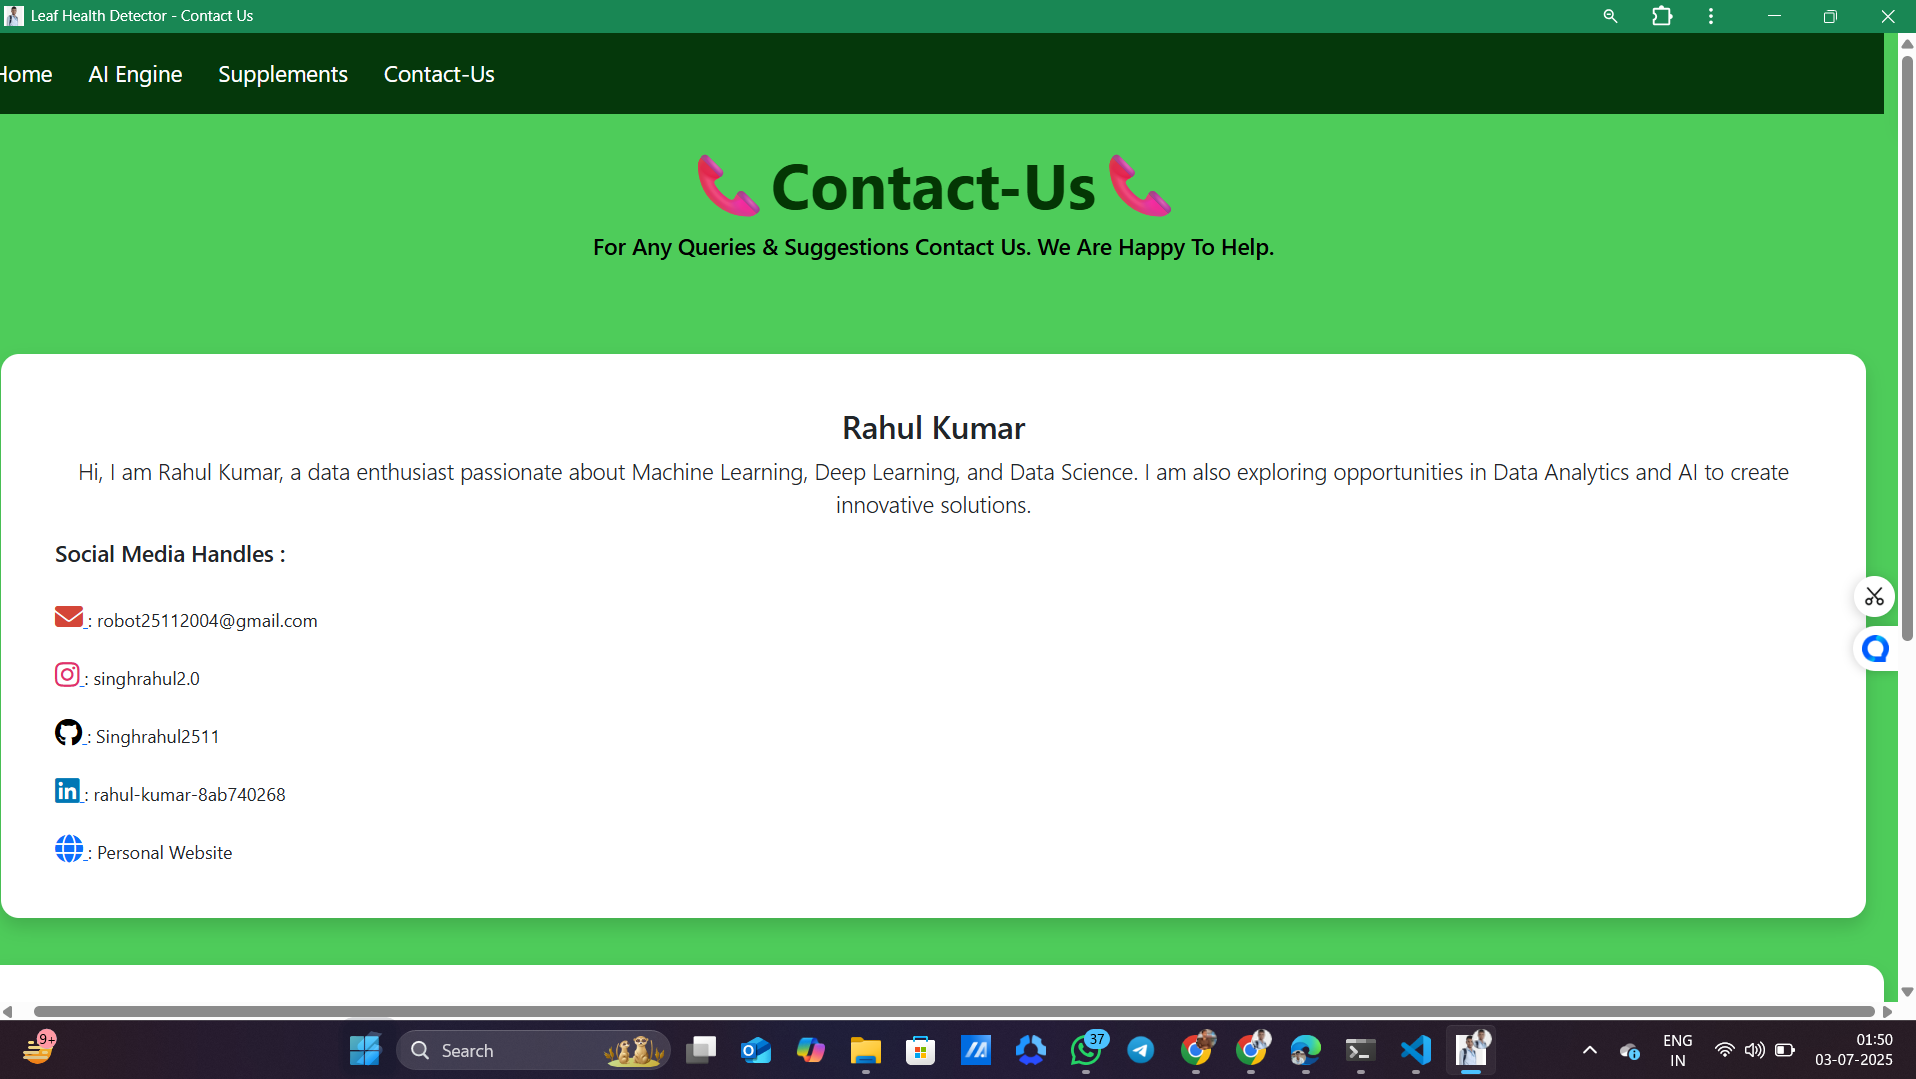 Leaf Health Detector - Contact Us
Home AI Engine Supplements Contact-Us
Contact-Us
For Any Queries & Suggestions Contact Us. We Are Happy To Help.
Rahul Kumar
Hi, I am Rahul Kumar, a data enthusiast passionate about Machine Learning, Deep Learning, and Data Science. I am also exploring opportunities in Data Analytics and AI to create
innovative solutions.
Social Media Handles :
: robot25112004@gmail.com
: singhrahul2.0
: Singhrahul2511
: rahul-kumar-8ab740268
: Personal Website
9+
Search
37
ENG
IN
01:50
03-07-2025